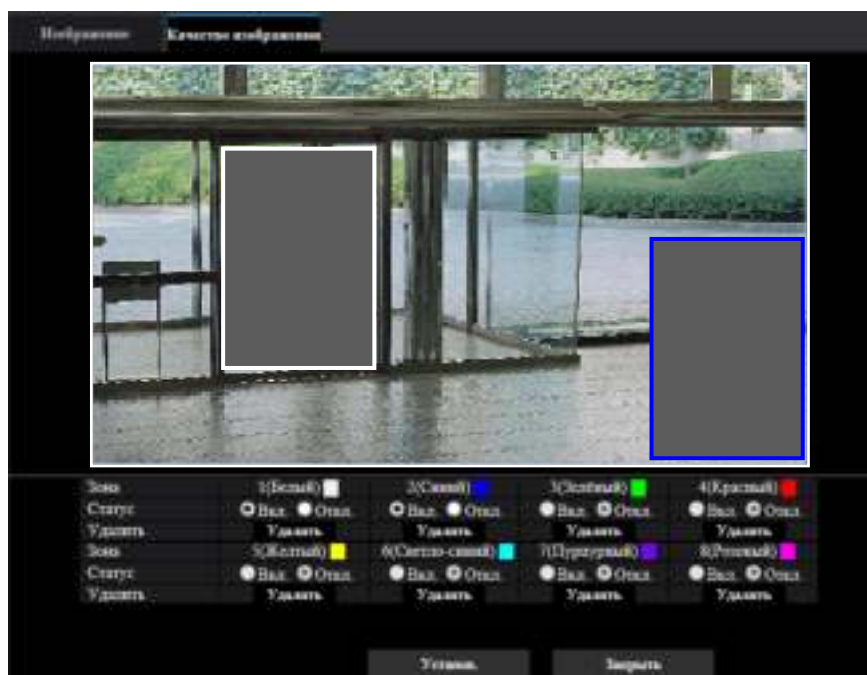 Изображение Качество изображения
Зона 1(Белый) 2(Синий) 3(Зелёный) 4(Красный)
Статус Вкл. Откл. Вкл. Откл. Вкл. Откл. Вкл. Откл.
Удалить Удалить Удалить Удалить Удалить
Зона 5(Жёлтый) 6(Светло-синий) 7(Пурпурный) 8(Розовый)
Статус Вкл. Откл. Вкл. Откл. Вкл. Откл. Вкл. Откл.
Удалить Удалить Удалить Удалить Удалить
Установ. Закрыть